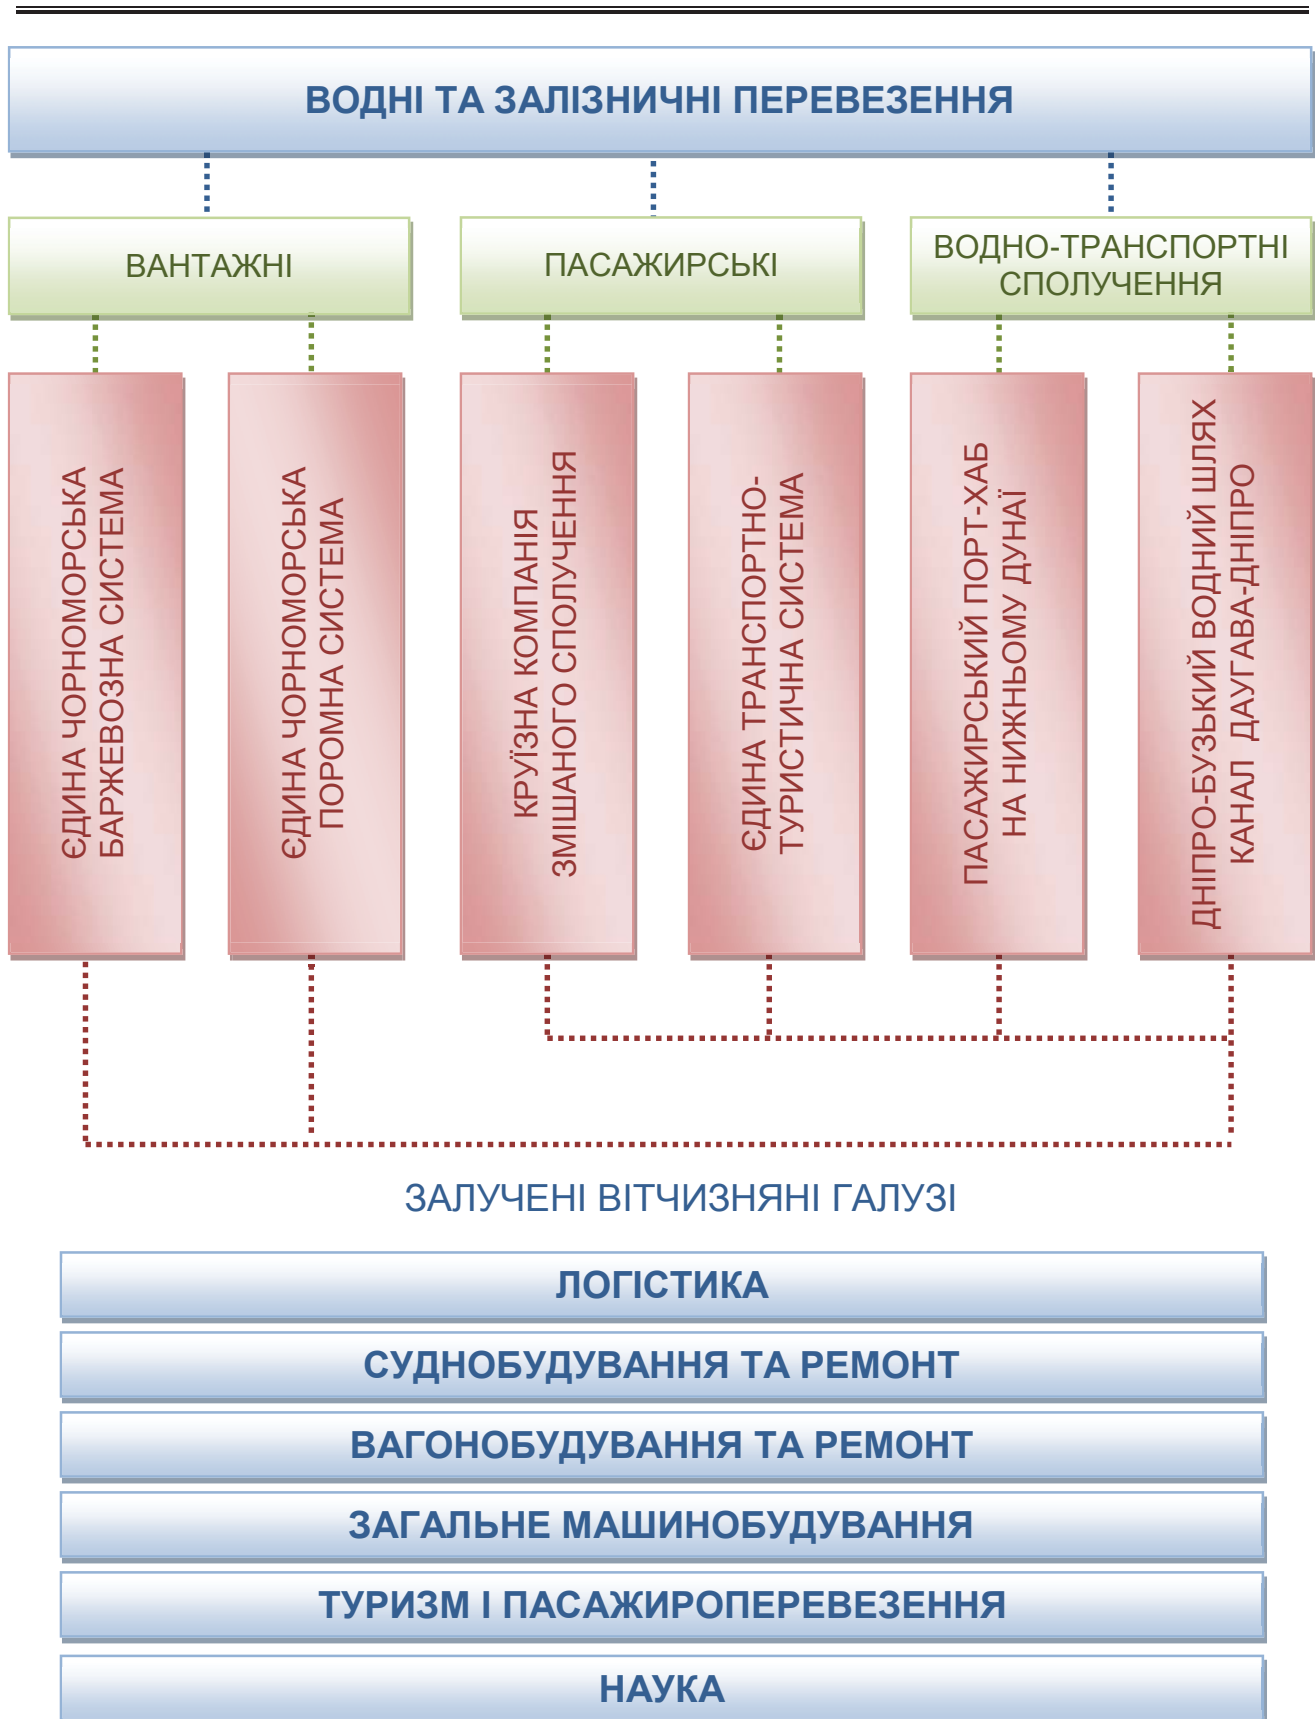 ВОДНІ ТА ЗАЛІЗНИЧНІ ПЕРЕВЕЗЕННЯ
ВАНТАЖНІ
ПАСАЖИРСЬКІ
ВОДНО-ТРАНСПОРТНІ
СПОЛУЧЕННЯ
ЄДИНА ЧОРНОМОРСЬКА
БАРЖЕВОЗНА СИСТЕМА
ЄДИНА ЧОРНОМОРСЬКА
ПОРОМНА СИСТЕМА
КРУЇЗНА КОМПАНІЯ
ЗМІШАНОГО СПОЛУЧЕННЯ
ЄДИНА ТРАНСПОРТНО-
ТУРИСТИЧНА СИСТЕМА
ПАСАЖИРСЬКИЙ ПОРТ-ХАБ
НА НИЖНЬОМУ ДУНАЇ
ДНІПРО-БУЗЬКИЙ ВОДНИЙ ШЛЯХ
КАНАЛ ДАУГАВА-ДНІПРО
ЗАЛУЧЕНІ ВІТЧИЗНЯНІ ГАЛУЗІ
ЛОГІСТИКА
СУДНОБУДУВАННЯ ТА РЕМОНТ
ВАГОНОБУДУВАННЯ ТА РЕМОНТ
ЗАГАЛЬНЕ МАШИНОБУДУВАННЯ
ТУРИЗМ І ПАСАЖИРОПЕРЕВЕЗЕННЯ
НАУКА